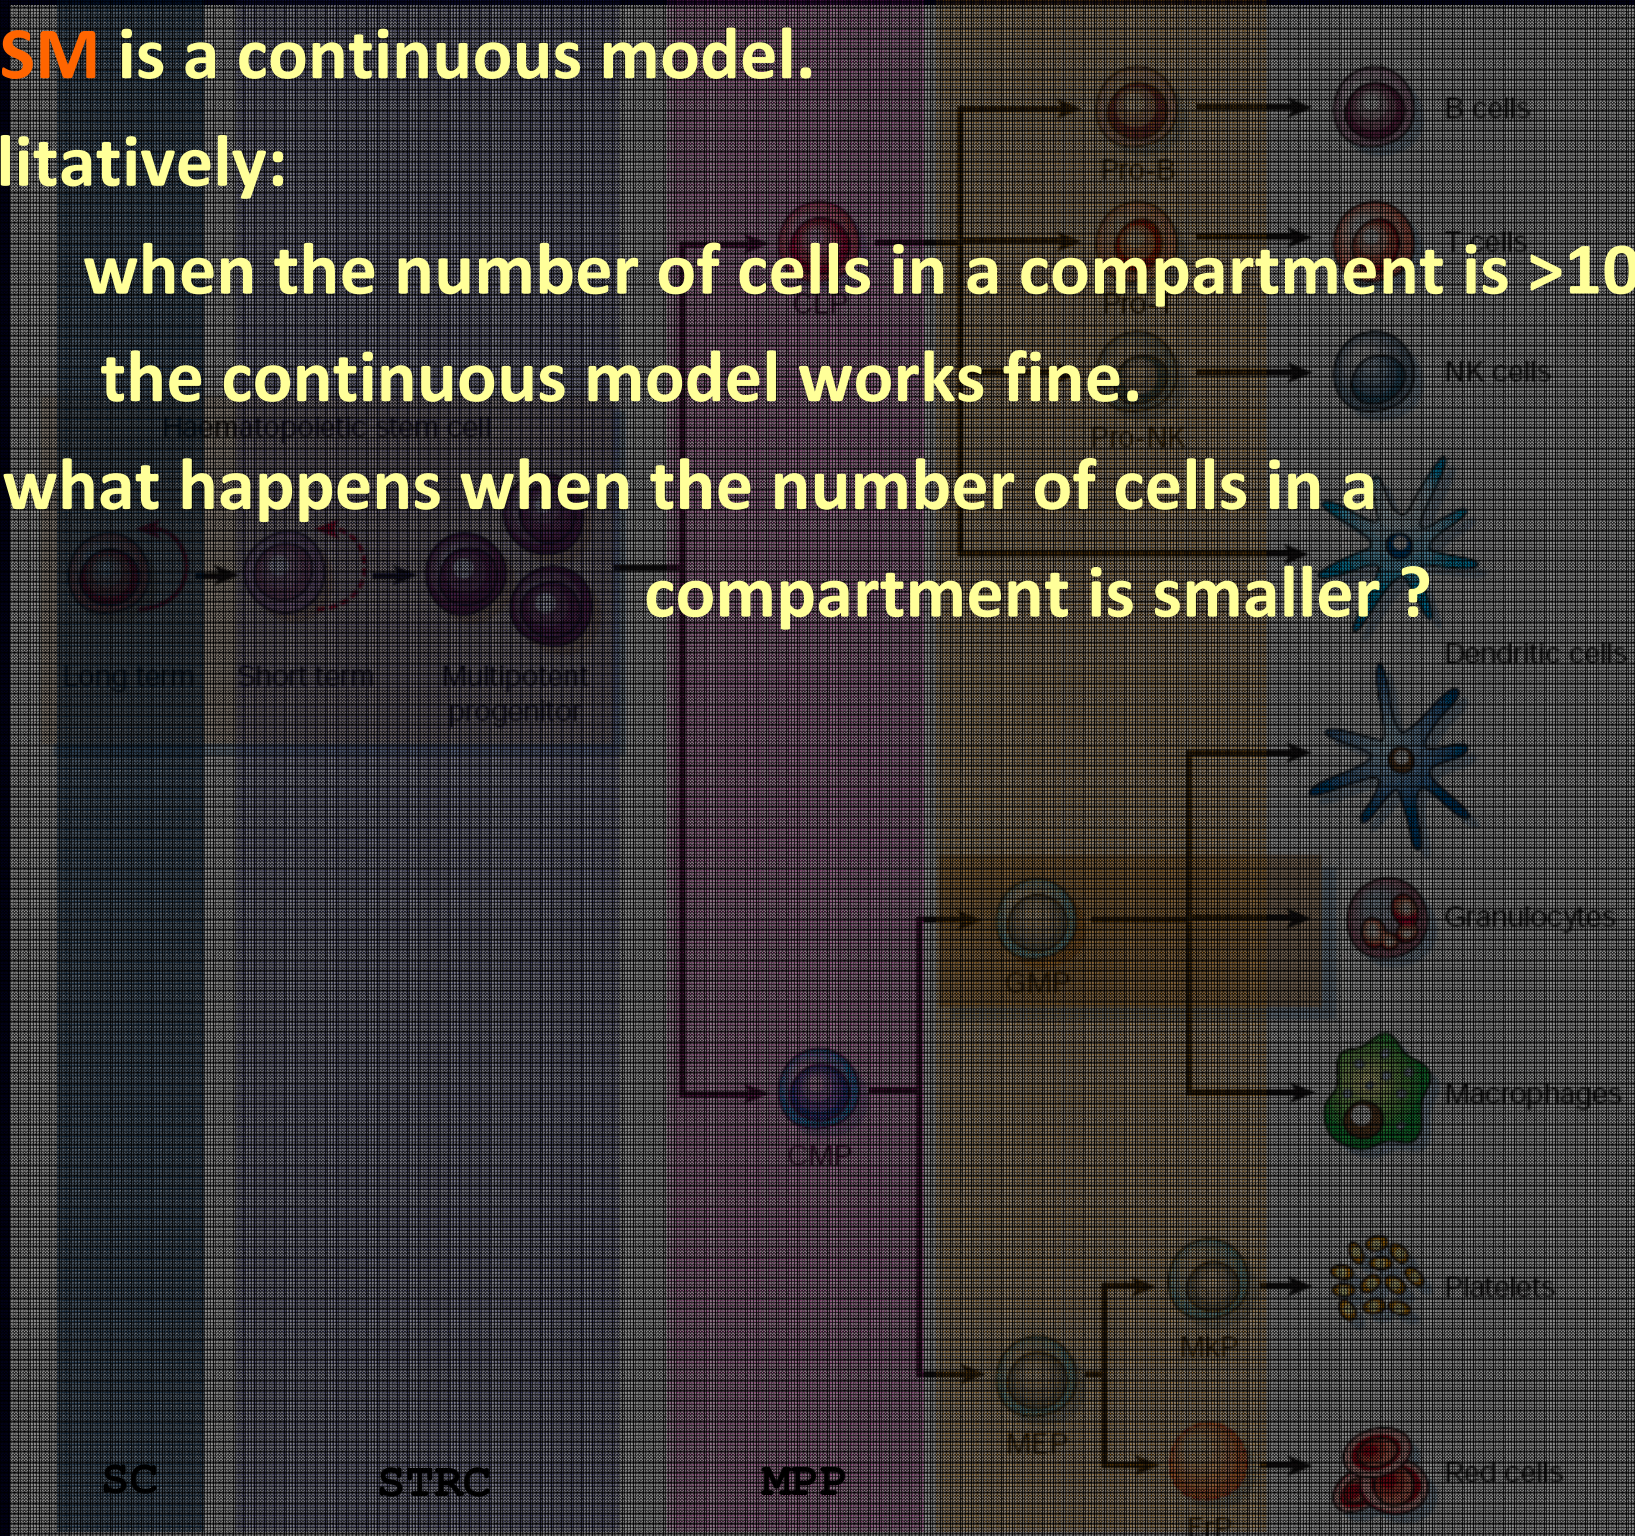 SM is a continuous model.
litatively:
when the number of cells in a compartment is >10
the continuous model works fine.
what happens when the number of cells in a
compartment is smaller ?
B cells
Pro-B
T cells
CLP
Pro-T
NK cells
Haematopoietic stem cell
Pro-NK
Dendritic cells
Long term
Short term
Multipotent
progenitor
Granulocytes
GMP
Macrophages
CMP
Platelets
MkP
MEP
Red cells
SC
STRC
MPP
ErP